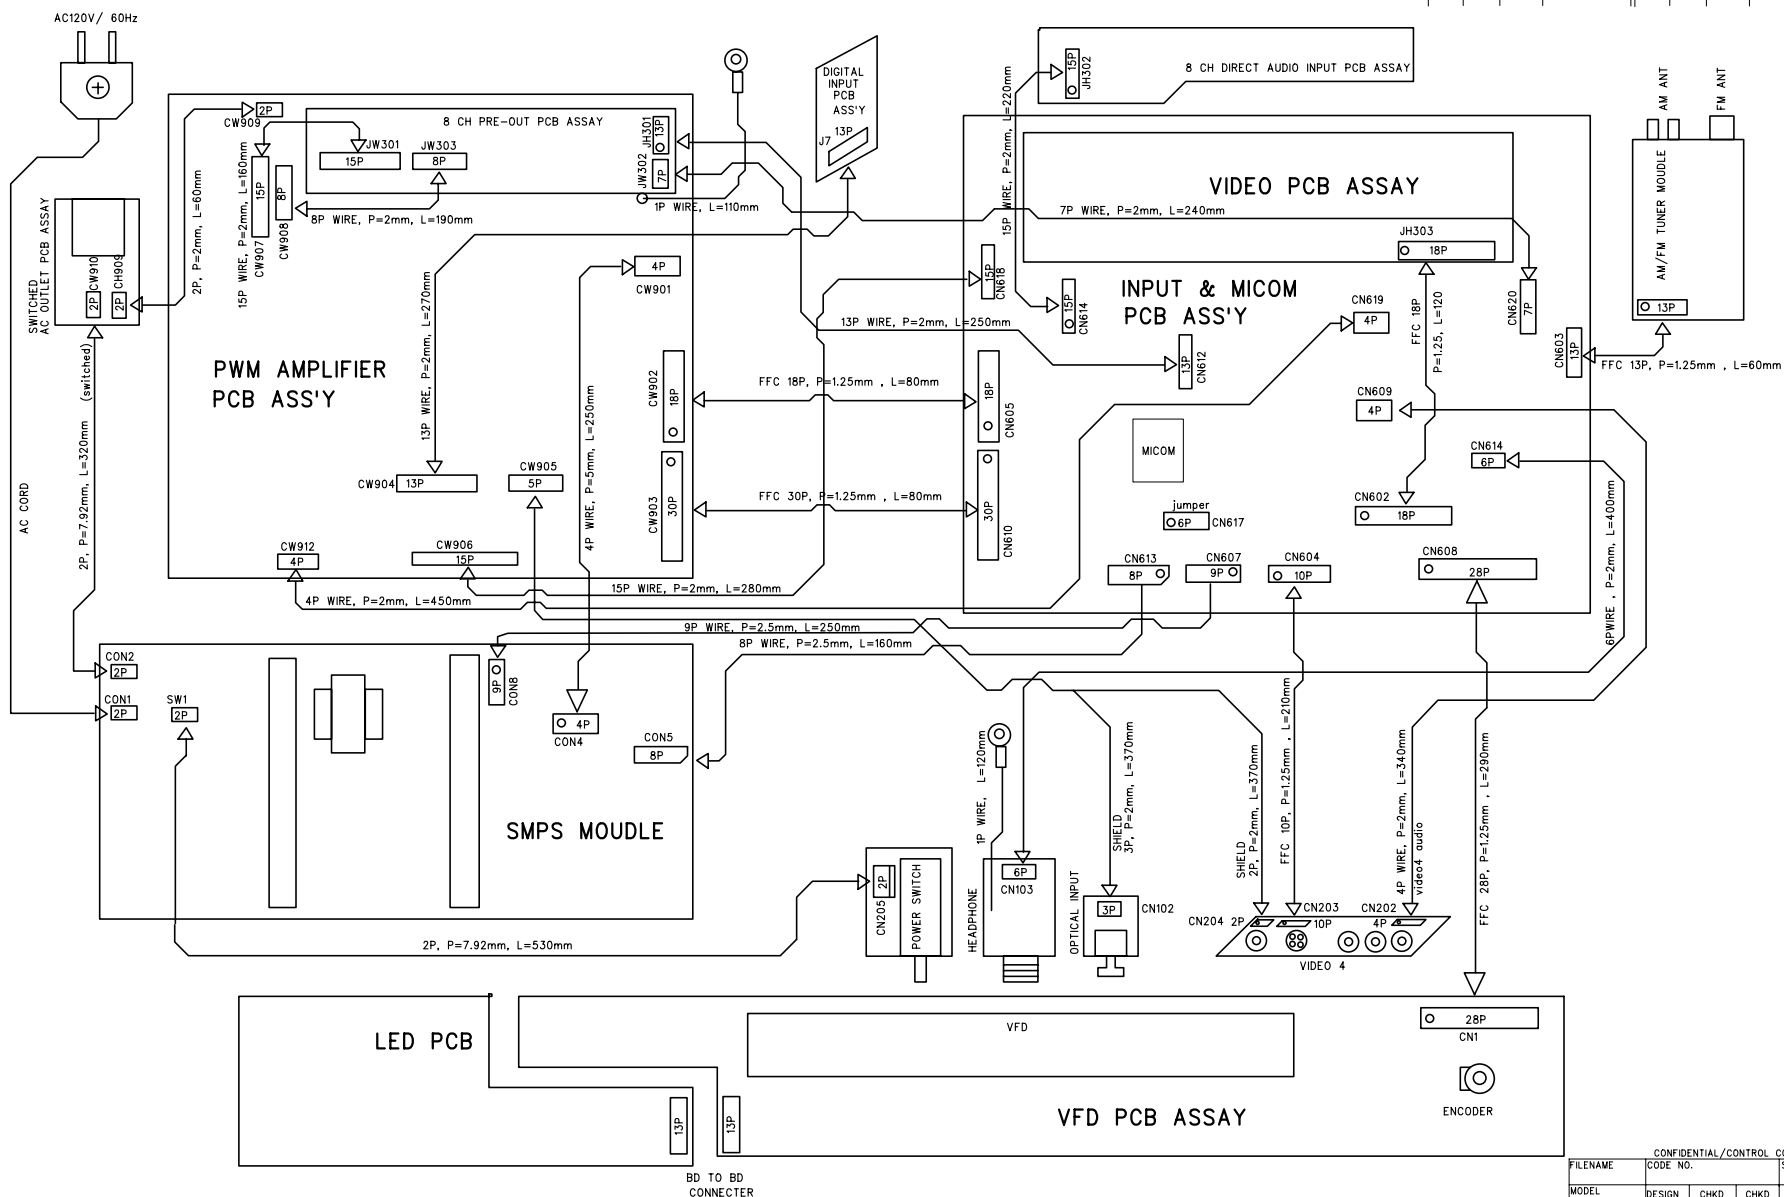 AC120V/ 60Hz
AC CORD
SWITCHED
AC OUTLET PCB ASSAY
CW910
2P
CH909
2P
2P, P=7.92mm, L=320mm (switched)
2P, P=2mm, L=60mm
CW909
2P
8 CH PRE-OUT PCB ASSAY
JW301
15P
JW303
8P
JH301
13P
JW302
7P
15P WIRE, P=2mm, L=160mm
15P
CW907
8P
CW908
8P WIRE, P=2mm, L=190mm
1P WIRE, L=110mm
DIGITAL
INPUT
PCB
ASS'Y
13P
J7
PWM AMPLIFIER
PCB ASS'Y
4P
CW901
13P WIRE, P=2mm, L=270mm
4P WIRE, P=5mm, L=250mm
CW902
18P
CW903
30P
CW904
13P
CW905
5P
CW906
15P
CW912
4P
4P WIRE, P=2mm, L=450mm
15P WIRE, P=2mm, L=280mm
FFC 18P, P=1.25mm , L=80mm
FFC 30P, P=1.25mm , L=80mm
13P WIRE, P=2mm, L=250mm
15P WIRE, P=2mm, L=220mm
15P
JH302
8 CH DIRECT AUDIO INPUT PCB ASSAY
VIDEO PCB ASSAY
7P WIRE, P=2mm, L=240mm
JH303
18P
INPUT & MICOM
PCB ASS'Y
15P
CN618
15P
CN614
13P
CN612
CN619
4P
FFC 18P
P=1.25, L=120
CN620
7P
CN603
13P
AM ANT
FM ANT
AM/FM TUNER MOUDLE
13P
FFC 13P, P=1.25mm , L=60mm
18P
CN605
30P
CN610
CN609
4P
MICOM
CN614
6P
CN602
18P
jumper
6P
CN617
CN613
8P
CN607
9P
CN604
10P
CN608
28P
6PWIRE , P=2mm, L=400mm
9P WIRE, P=2.5mm, L=250mm
8P WIRE, P=2.5mm, L=160mm
CON2
2P
CON1
2P
SW1
2P
9P
CON8
4P
CON4
CON5
8P
SMPS MOUDLE
2P, P=7.92mm, L=530mm
2P
CN205
POWER SWITCH
1P WIRE, L=120mm
6P
CN103
HEADPHONE
SHIELD
3P, P=2mm, L=370mm
3P
CN102
OPTICAL INPUT
SHIELD
2P, P=2mm, L=370mm
FFC 10P, P=1.25mm , L=210mm
4P WIRE, P=2mm, L=340mm
video4 audio
FFC 28P, P=1.25mm , L=290mm
CN204
2P
CN203
10P
CN202
4P
VIDEO 4
LED PCB
13P
13P
BD TO BD
CONNECTER
VFD
VFD PCB ASSAY
28P
CN1
ENCODER
CONFIDENTIAL/CONTROL CO
FILENAME
CODE NO.
MODEL
DESIGN
CHKD
CHKD